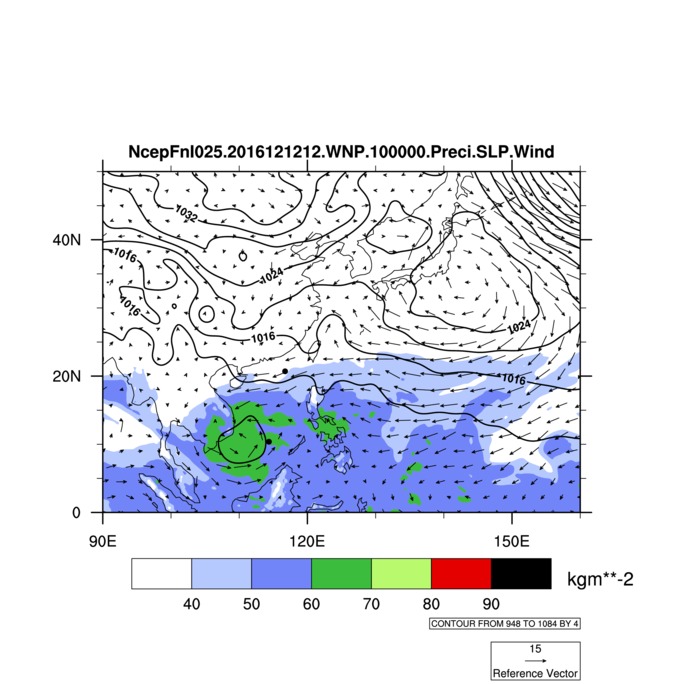 NcepFnl025.2016121212.WNP.100000.Preci.SLP.Wind
1032
40N
1016
1024
1016
1016
1024
20N
1016
0
90E 120E 150E
kgm**-2
40 50 60 70 80 90
CONTOUR FROM 948 TO 1084 BY 4
15
Reference Vector